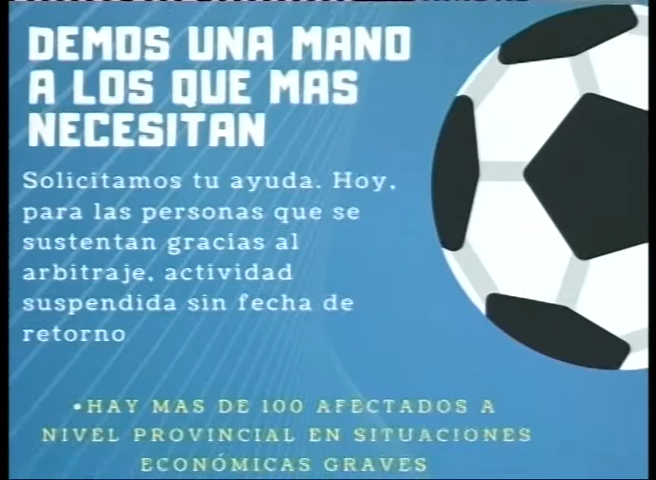 DEMOS UNA MANO
A LOS QUE MAS
NECESITAN
Solicitamos tu ayuda. Hoy,
para las personas que se
sustentan gracias al
arbitraje, actividad
suspendida sin fecha de
retorno
•HAY MAS DE 100 AFECTADOS A
NIVEL PROVINCIAL EN SITUACIONES
ECONÓMICAS GRAVES